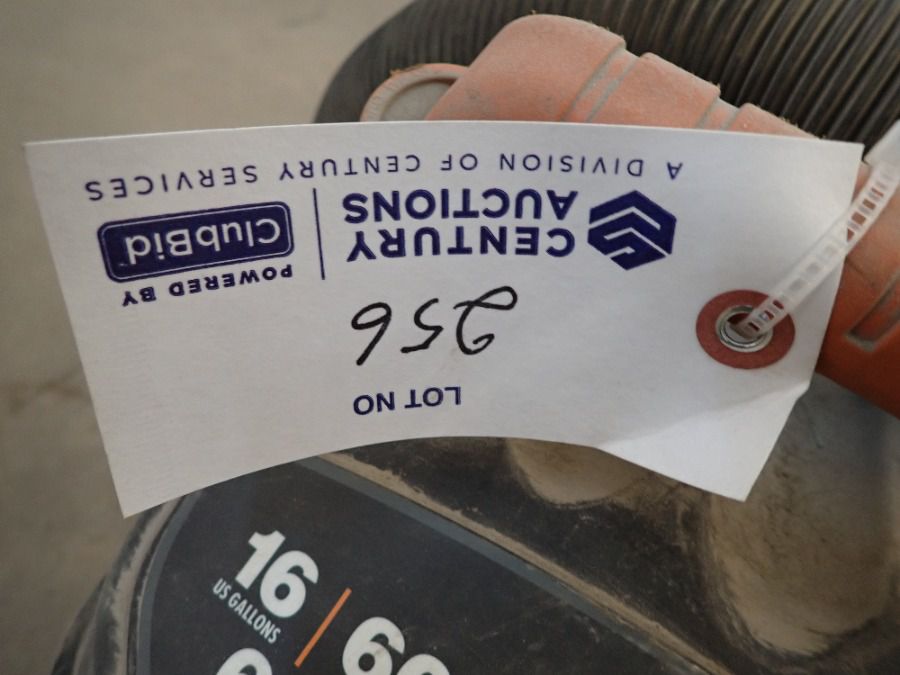 LOT NO
256
POWERED BY
ClubBid
CENTURY
AUCTIONS
A DIVISION OF CENTURY SERVICES
16
US GALLONS